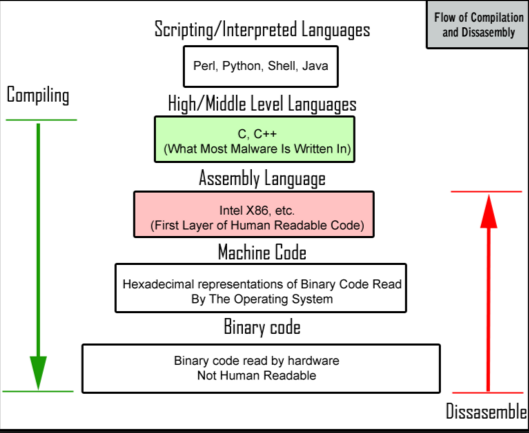 Flow of Compilation
and Dissasembly
Scripting/Interpreted Languages
Perl, Python, Shell, Java
Compiling
High/Middle Level Languages
C, C++
(What Most Malware Is Written In)
Assembly Language
Intel X86, etc.
(First Layer of Human Readable Code)
Machine Code
Hexadecimal representations of Binary Code Read
By The Operating System
Binary code
Binary code read by hardware
Not Human Readable
Dissasemble